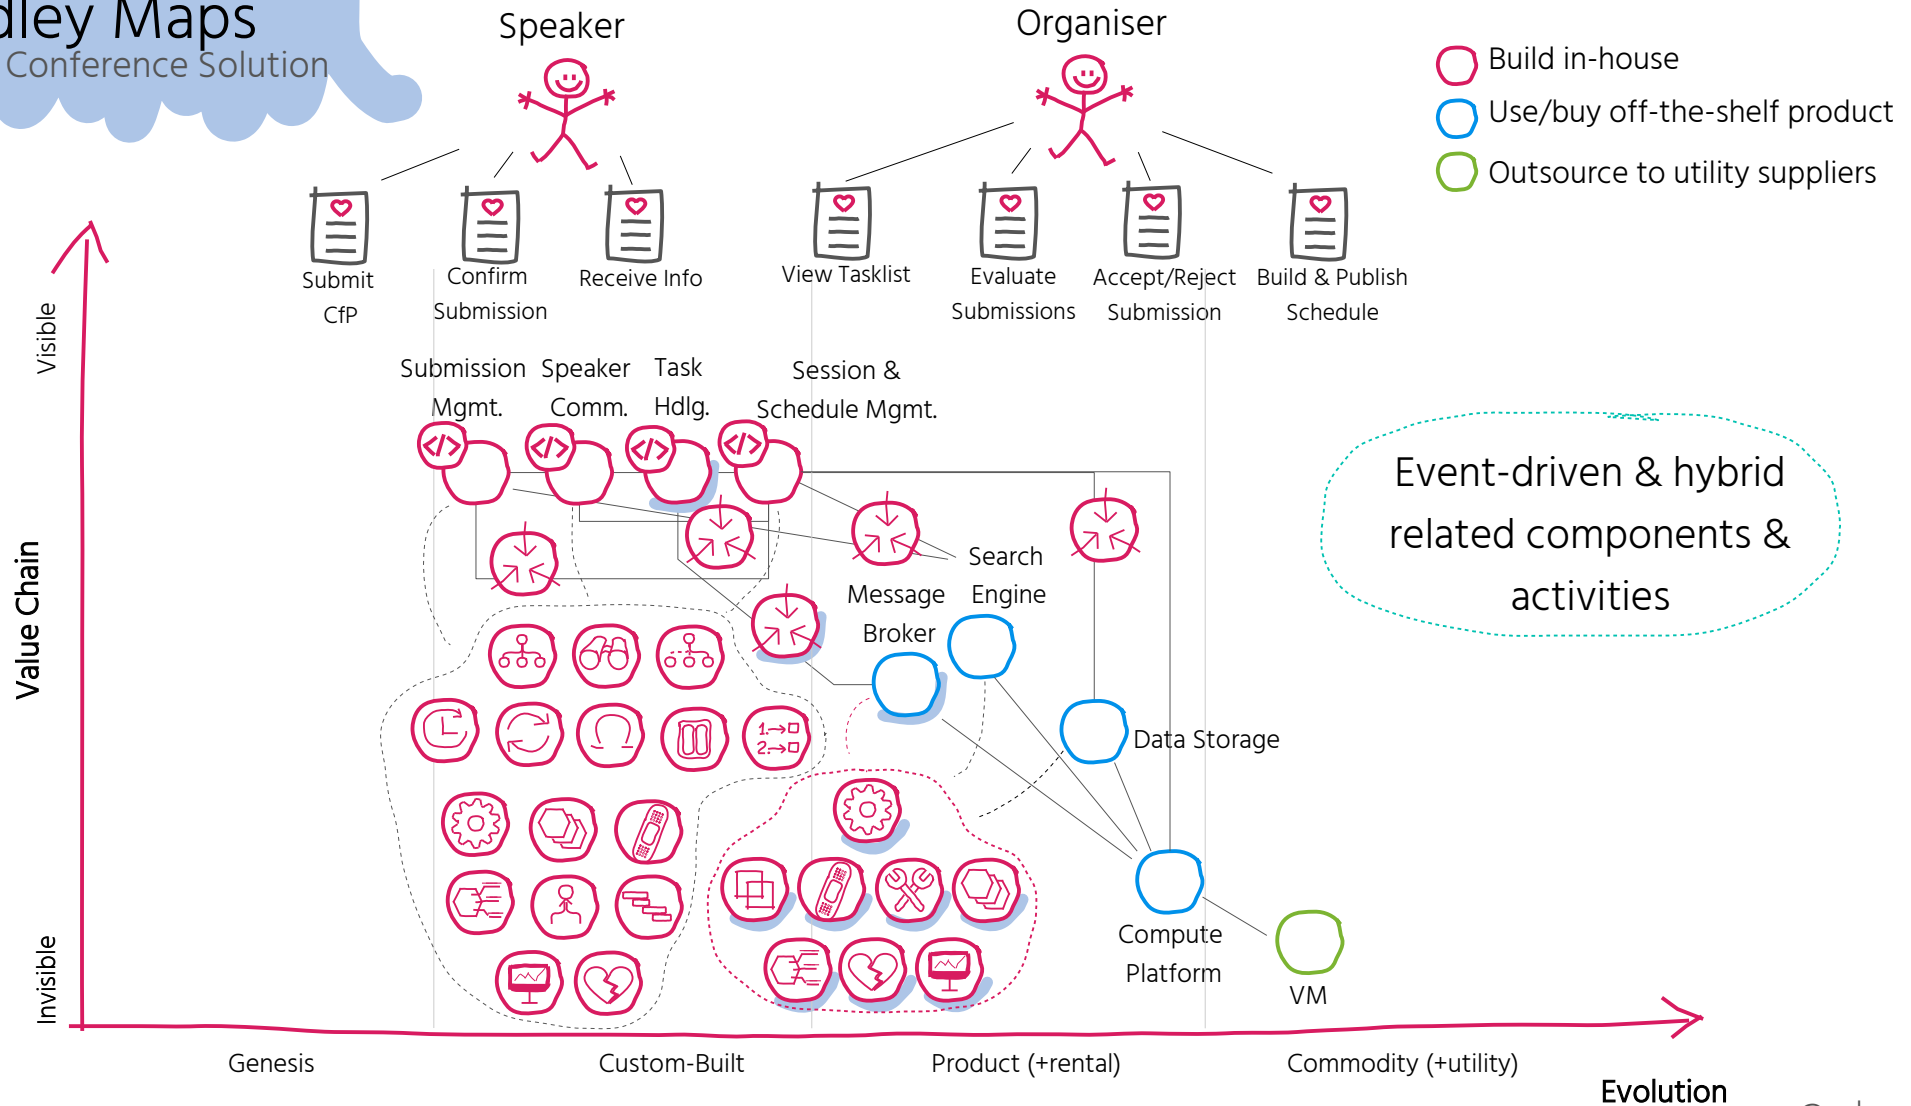 dley Maps
Conference Solution
Speaker
Organiser
Build in-house
Use/buy off-the-shelf product
Outsource to utility suppliers
Submit
CfP
Confirm
Submission
Receive Info
View Tasklist
Evaluate
Submissions
Accept/Reject
Submission
Build & Publish
Schedule
Visible
Value Chain
Invisible
Submission
Mgmt.
Speaker
Comm.
Task
Hdlg.
Session &
Schedule Mgmt.
</>
</>
</>
</>
Search
Engine
Message
Broker
Event-driven & hybrid
related components &
activities
1.→□
2.→□
Data Storage
Compute
Platform
VM
Genesis
Custom-Built
Product (+rental)
Commodity (+utility)
Evolution